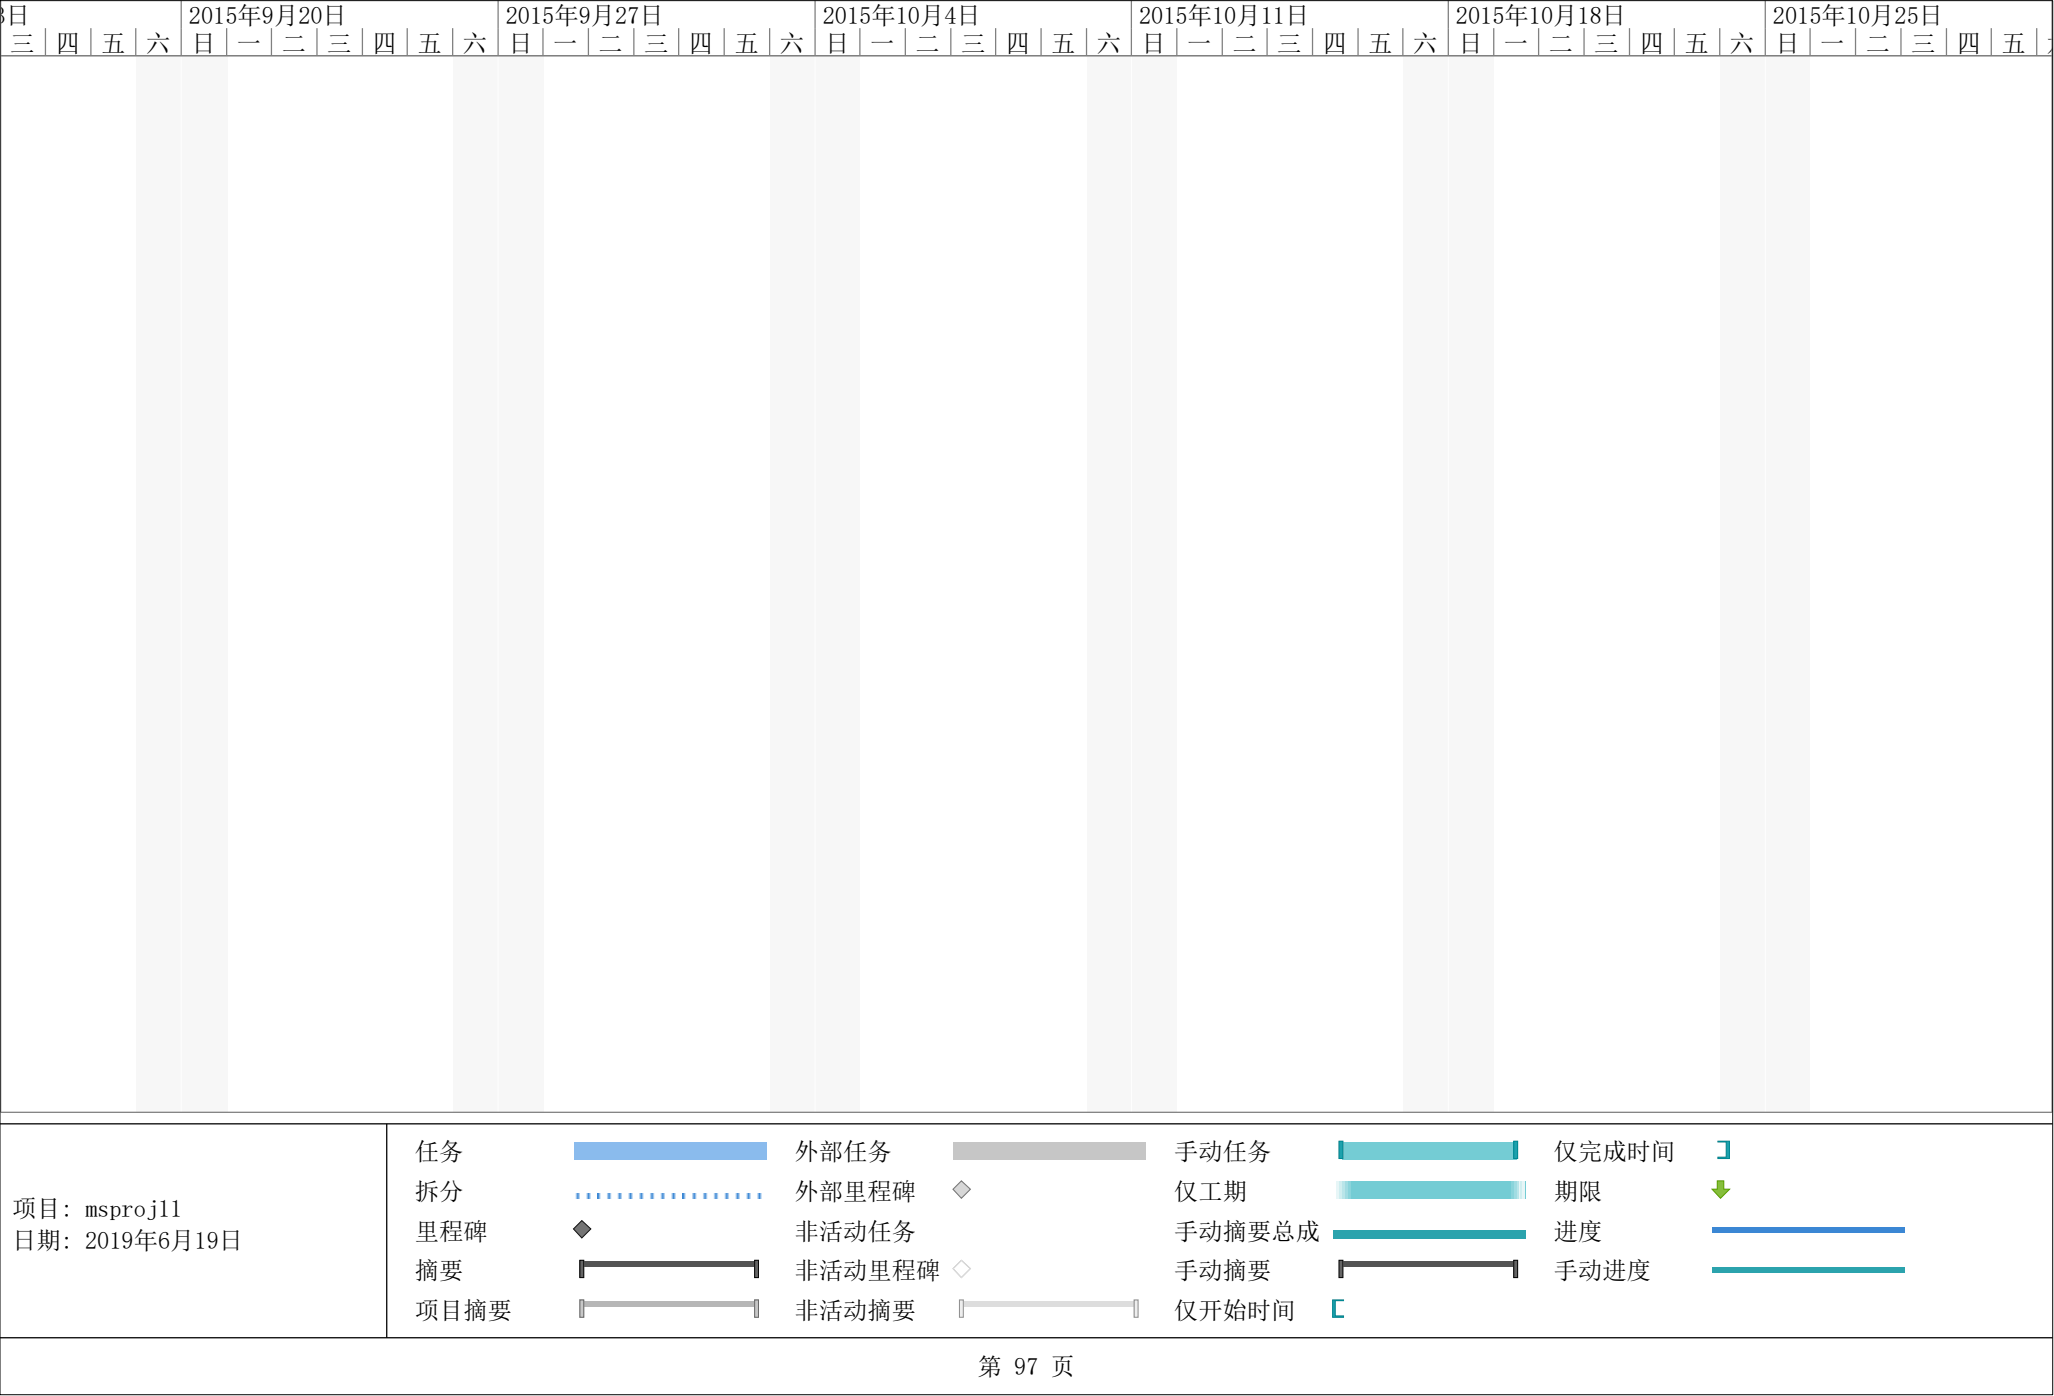 日 2015年9月20日 2015年9月27日 2015年10月4日 2015年10月11日 2015年10月18日 2015年10月25日
三 四 五 六 日 一 二 三 四 五 六 日 一 二 三 四 五 六 日 一 二 三 四 五 六 日 一 二 三 四 五 六 日 一 二 三 四 五 六 日 一 二 三 四 五
项目: msproj11
日期: 2019年6月19日
任务 外部任务 手动任务 仅完成时间
拆分 外部里程碑 仅工期 期限
里程碑 非活动任务 手动摘要总成 进度
摘要 非活动里程碑 手动摘要 手动进度
项目摘要 非活动摘要 仅开始时间
第 97 页